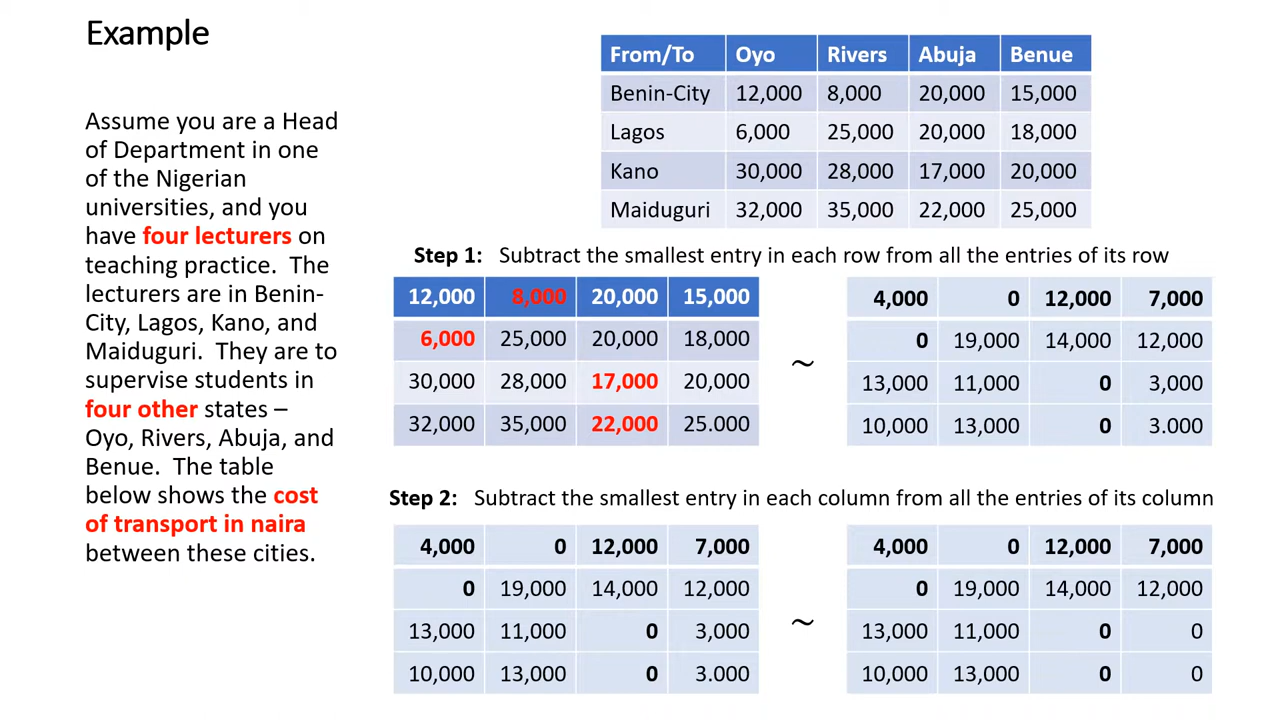 Example
Assume you are a Head
of Department in one
of the Nigerian
universities, and you
have four lecturers on
teaching practice. The
lecturers are in Benin-
City, Lagos, Kano, and
Maiduguri. They are to
supervise students in
four other states –
Oyo, Rivers, Abuja, and
Benue. The table
below shows the cost
of transport in naira
between these cities.
From/To Oyo Rivers Abuja Benue
Benin-City 12,000 8,000 20,000 15,000
Lagos 6,000 25,000 20,000 18,000
Kano 30,000 28,000 17,000 20,000
Maiduguri 32,000 35,000 22,000 25,000
Step 1: Subtract the smallest entry in each row from all the entries of its row
12,000 8,000 20,000 15,000
6,000 25,000 20,000 18,000
30,000 28,000 17,000 20,000
32,000 35,000 22,000 25.000
~
4,000 0 12,000 7,000
0 19,000 14,000 12,000
13,000 11,000 0 3,000
10,000 13,000 0 3.000
Step 2: Subtract the smallest entry in each column from all the entries of its column
4,000 0 12,000 7,000
0 19,000 14,000 12,000
13,000 11,000 0 3,000
10,000 13,000 0 3.000
~
4,000 0 12,000 7,000
0 19,000 14,000 12,000
13,000 11,000 0 0
10,000 13,000 0 0